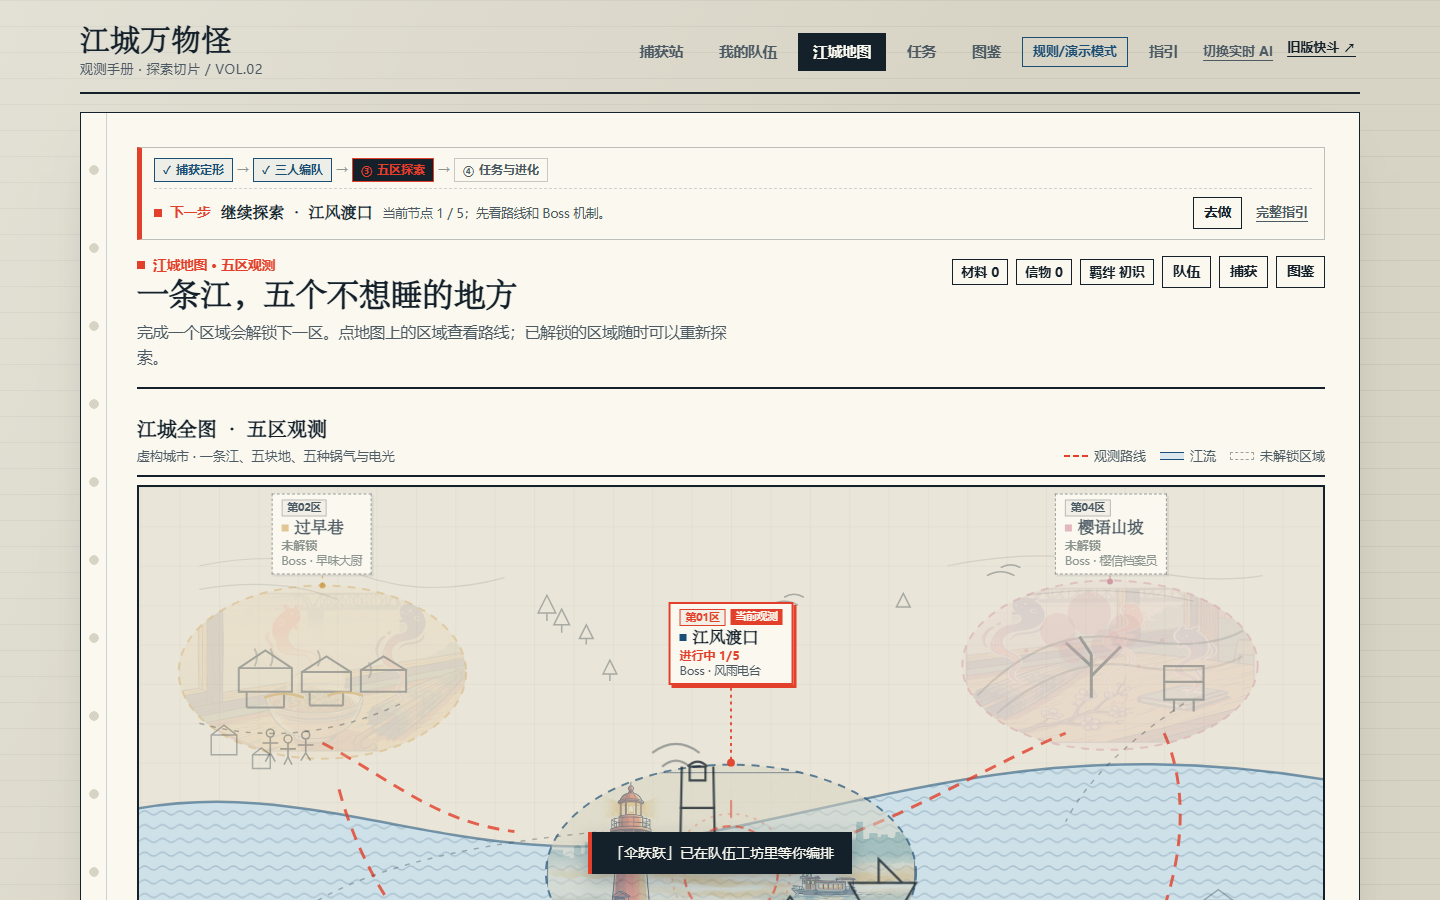 江城万物怪
观测手册 · 探索切片 / VOL.02
捕获站 我的队伍 江城地图 任务 图鉴 规则/演示模式 指引 切换实时 AI 旧版快斗 ↗
✓ 捕获定形 → ✓ 三人编队 → ③ 五区探索 → ④ 任务与进化
下一步 继续探索 · 江风渡口 当前节点 1 / 5；先看路线和 Boss 机制。 去做 完整指引
江城地图 • 五区观测
材料 0 信物 0 羁绊 初识 队伍 捕获 图鉴
一条江，五个不想睡的地方
完成一个区域会解锁下一区。点地图上的区域查看路线；已解锁的区域随时可以重新探
索。
江城全图 · 五区观测
虚构城市 · 一条江、五块地、五种锅气与电光
观测路线 江流 未解锁区域
第02区
过早巷
未解锁
Boss · 早味大厨
第04区
樱语山坡
未解锁
Boss · 樱信档案员
第01区 当前观测
江风渡口
进行中 1/5
Boss · 风雨电台
「伞跃跃」已在队伍工坊里等你编排